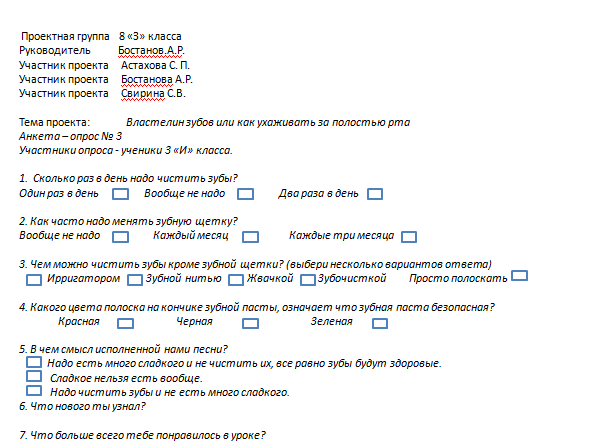 Проектная группа 8 «З» класса
Руководитель Бостанов.А.Р.
Участник проекта Астахова С. П.
Участник проекта Бостанова А.Р.
Участник проекта Свирина С.В.
Тема проекта: Властелин зубов или как ухаживать за полостью рта
Анкета – опрос № 3
Участники опроса - ученики 3 «И» класса.
1. Сколько раз в день надо чистить зубы?
Один раз в день Вообще не надо Два раза в день
2. Как часто надо менять зубную щетку?
Вообще не надо Каждый месяц Каждые три месяца
3. Чем можно чистить зубы кроме зубной щетки? (выбери несколько вариантов ответа)
Ирригатором Зубной нитью Жвачкой Зубочисткой Просто полоскать
4. Какого цвета полоска на кончике зубной пасты, означает что зубная паста безопасная?
Красная Черная Зеленая
5. В чем смысл исполненной нами песни?
Надо есть много сладкого и не чистить их, все равно зубы будут здоровые.
Сладкое нельзя есть вообще.
Надо чистить зубы и не есть много сладкого.
6. Что нового ты узнал?
7. Что больше всего тебе понравилось в уроке?